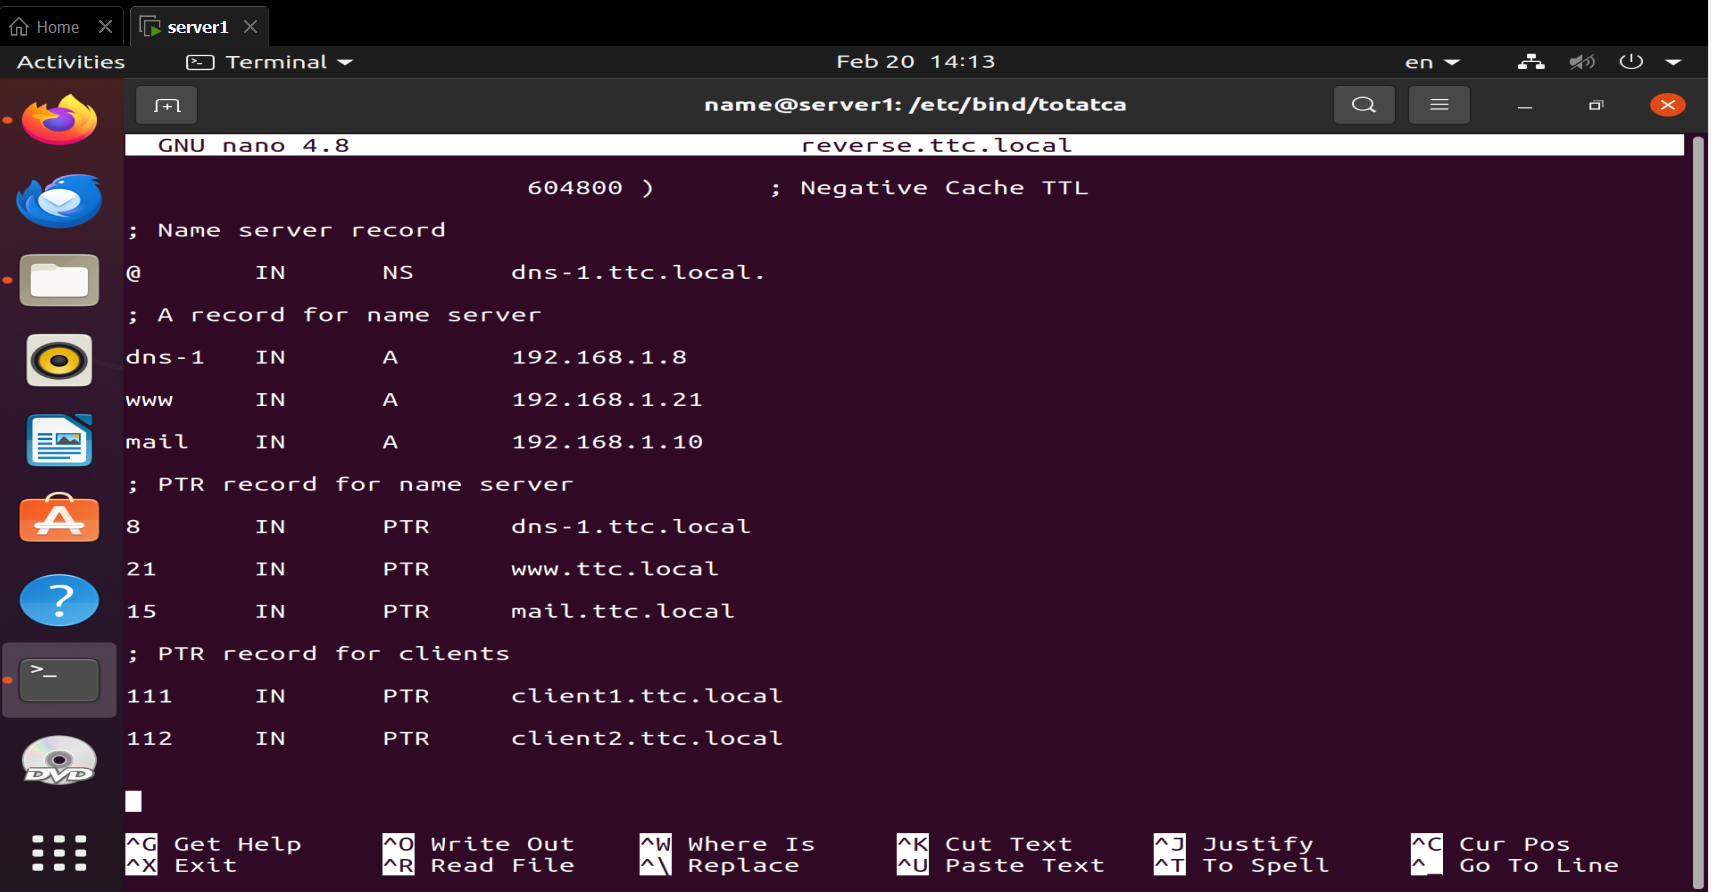 Home
server1
Activities Terminal Feb 20 14:13 en
name@server1: /etc/bind/totatca
GNU nano 4.8 reverse.ttc.local
604800 ) ; Negative Cache TTL
; Name server record
@ IN NS dns-1.ttc.local.
; A record for name server
dns-1 IN A 192.168.1.8
www IN A 192.168.1.21
mail IN A 192.168.1.10
; PTR record for name server
8 IN PTR dns-1.ttc.local
21 IN PTR www.ttc.local
15 IN PTR mail.ttc.local
; PTR record for clients
111 IN PTR client1.ttc.local
112 IN PTR client2.ttc.local
^G Get Help ^O Write Out ^W Where Is ^K Cut Text ^J Justify ^C Cur Pos
^X Exit ^R Read File ^\ Replace ^U Paste Text ^T To Spell ^_ Go To Line
DVD